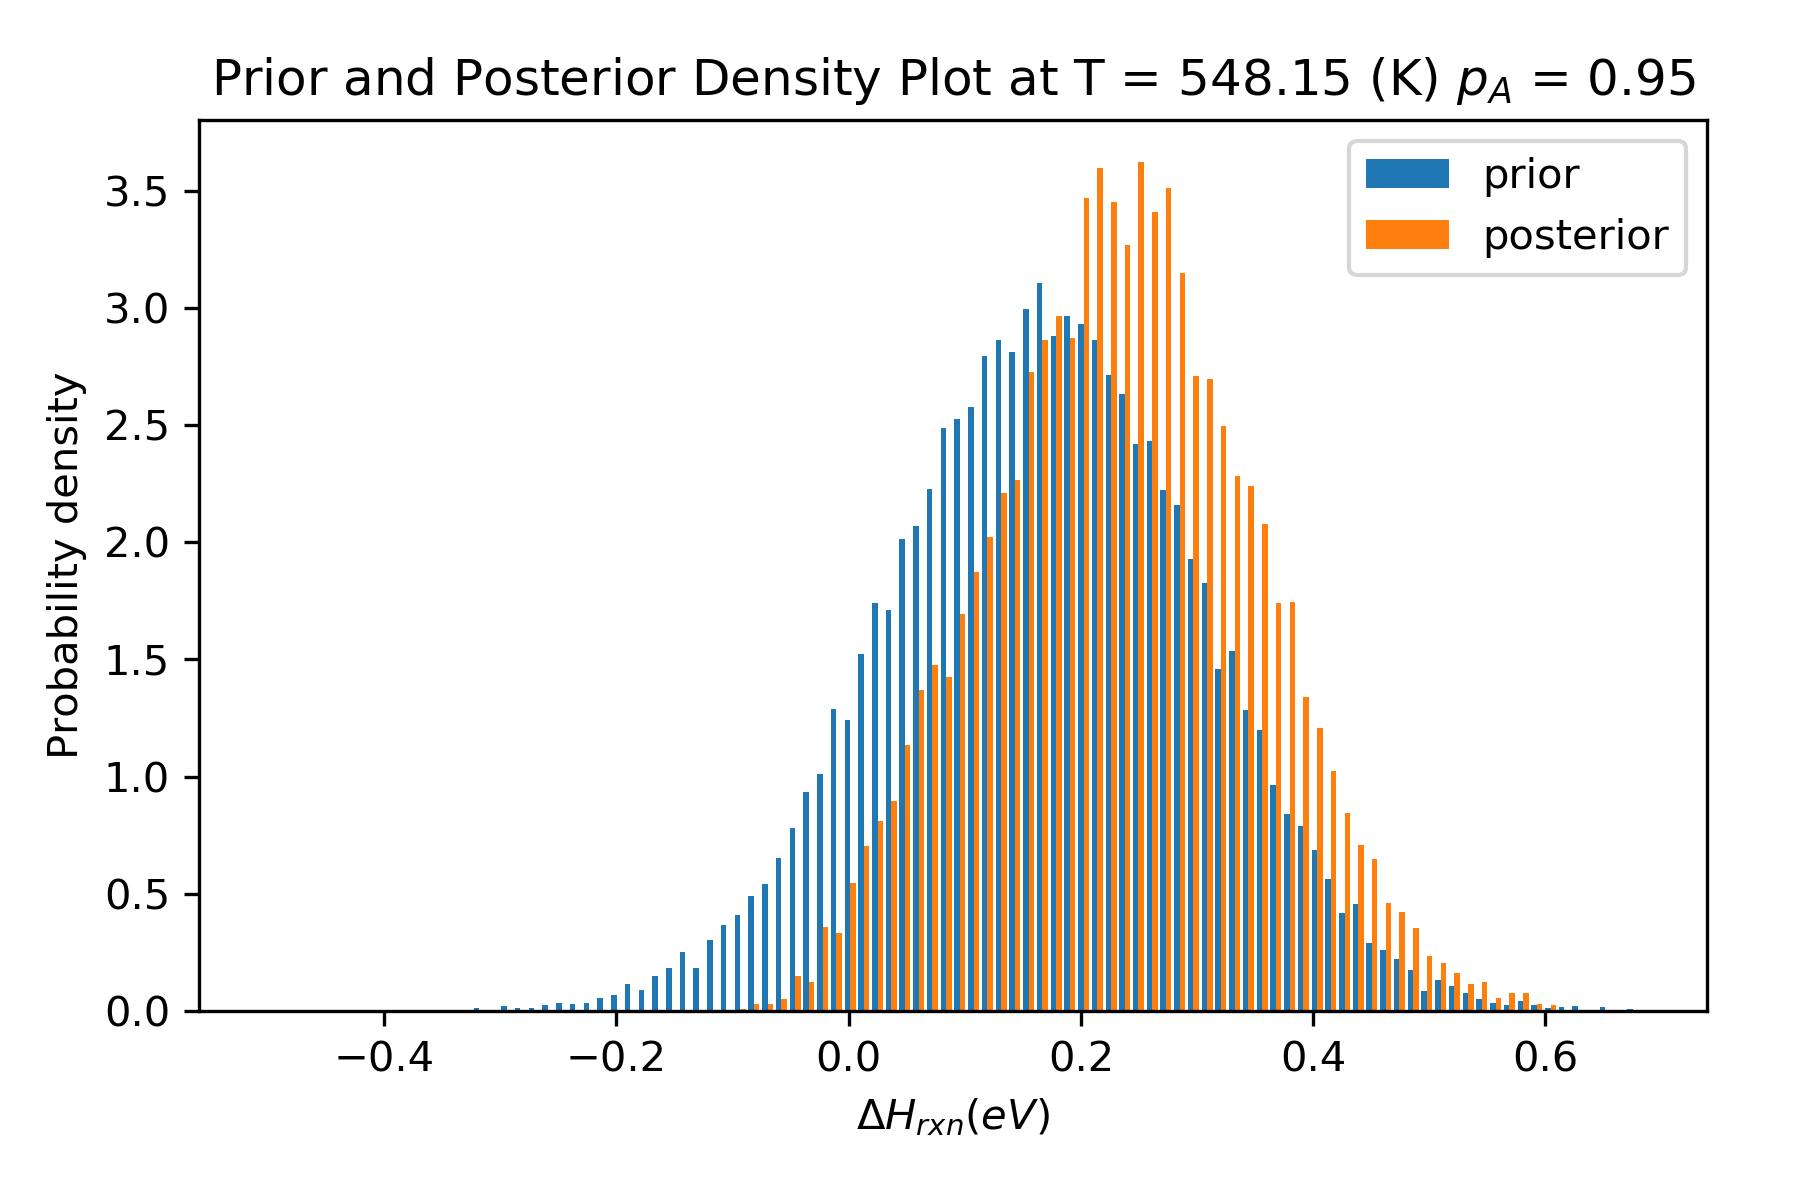 Prior and Posterior Density Plot at T = 548.15 (K) p_A = 0.95
prior
posterior
3.5
3.0
2.5
2.0
1.5
1.0
0.5
0.0
Probability density
−0.4 −0.2 0.0 0.2 0.4 0.6
ΔH_rxn(eV)